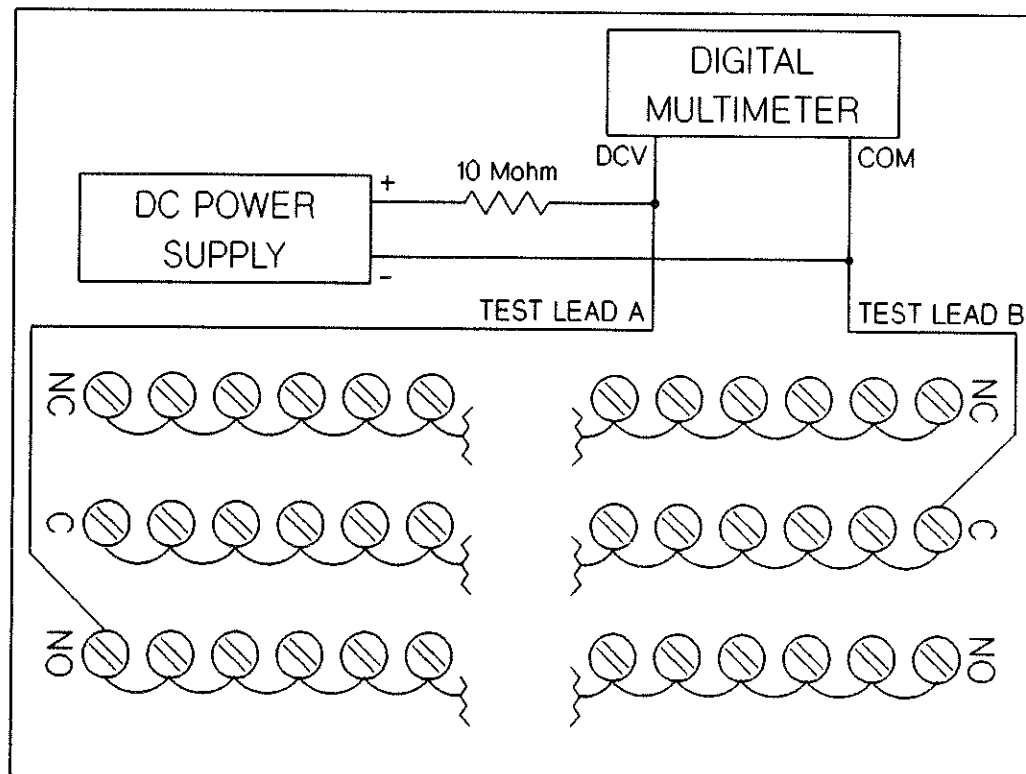 DIGITAL
MULTIMETER
DCV
COM
10 Mohm
+
DC POWER
SUPPLY
-
TEST LEAD A
TEST LEAD B
NC
NC
C
C
NO
NO